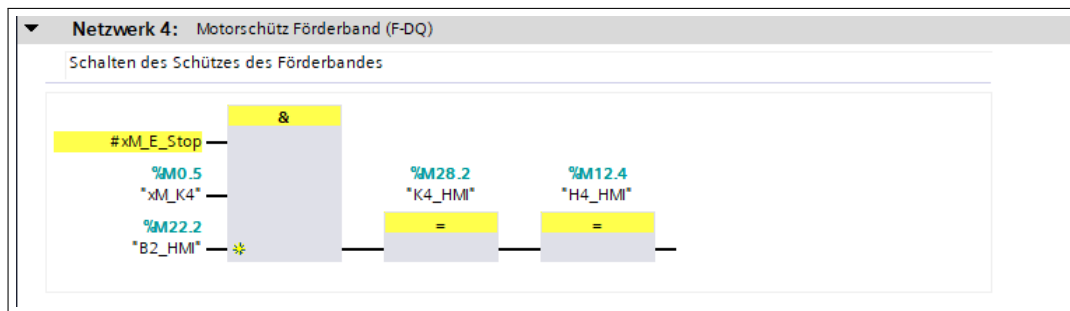 Netzwerk 4: Motorschütz Förderband (F-DQ)
Schalten des Schützes des Förderbandes
&
#xM_E_Stop
%M0.5
"xM_K4"
%M28.2
"K4_HMI"
%M12.4
"H4_HMI"
%M22.2
"B2_HMI"
=
=